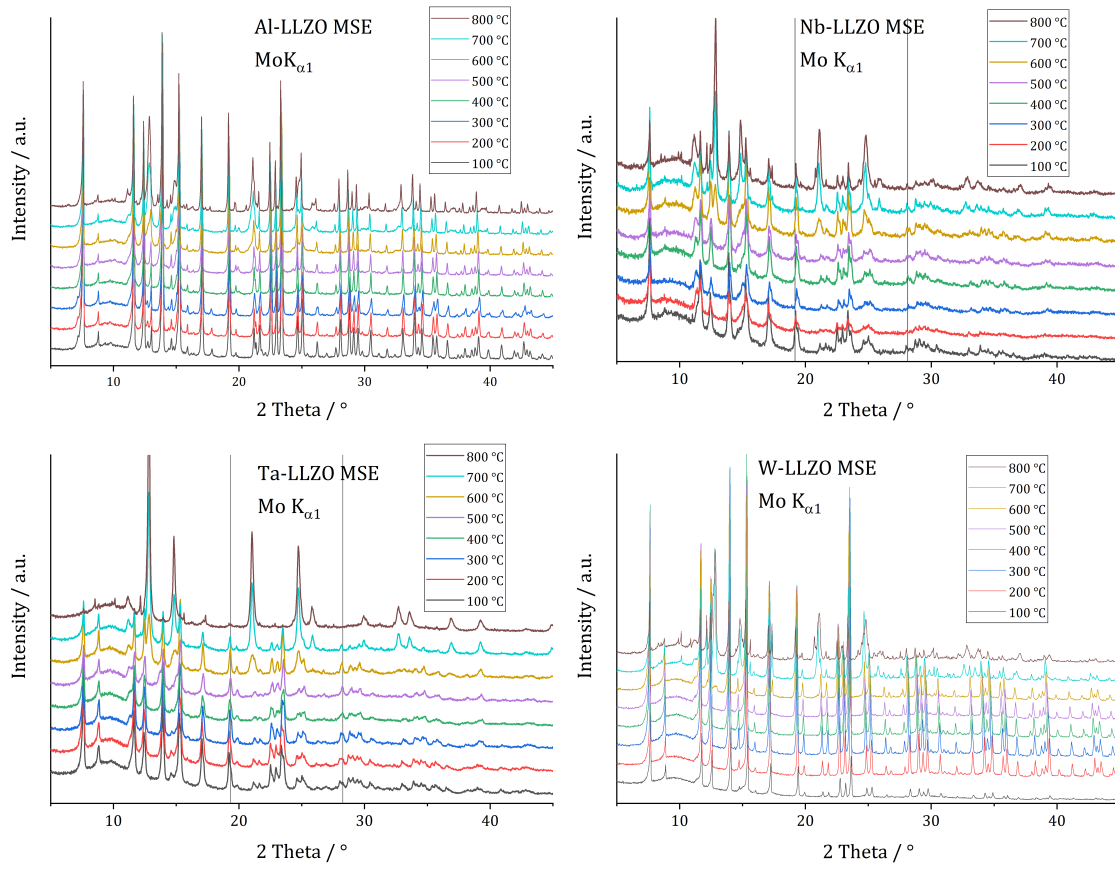 Al-LLZO MSE
MoKα1
800 °C
700 °C
600 °C
500 °C
400 °C
300 °C
200 °C
100 °C
Intensity / a.u.
10
20
30
40
2 Theta / °
Nb-LLZO MSE
Mo Kα1
800 °C
700 °C
600 °C
500 °C
400 °C
300 °C
200 °C
100 °C
Intensity / a.u.
10
20
30
40
2 Theta / °
Ta-LLZO MSE
Mo Kα1
800 °C
700 °C
600 °C
500 °C
400 °C
300 °C
200 °C
100 °C
Intensity / a.u.
10
20
30
40
2 Theta / °
W-LLZO MSE
Mo Kα1
800 °C
700 °C
600 °C
500 °C
400 °C
300 °C
200 °C
100 °C
Intensity / a.u.
10
20
30
40
2 Theta / °